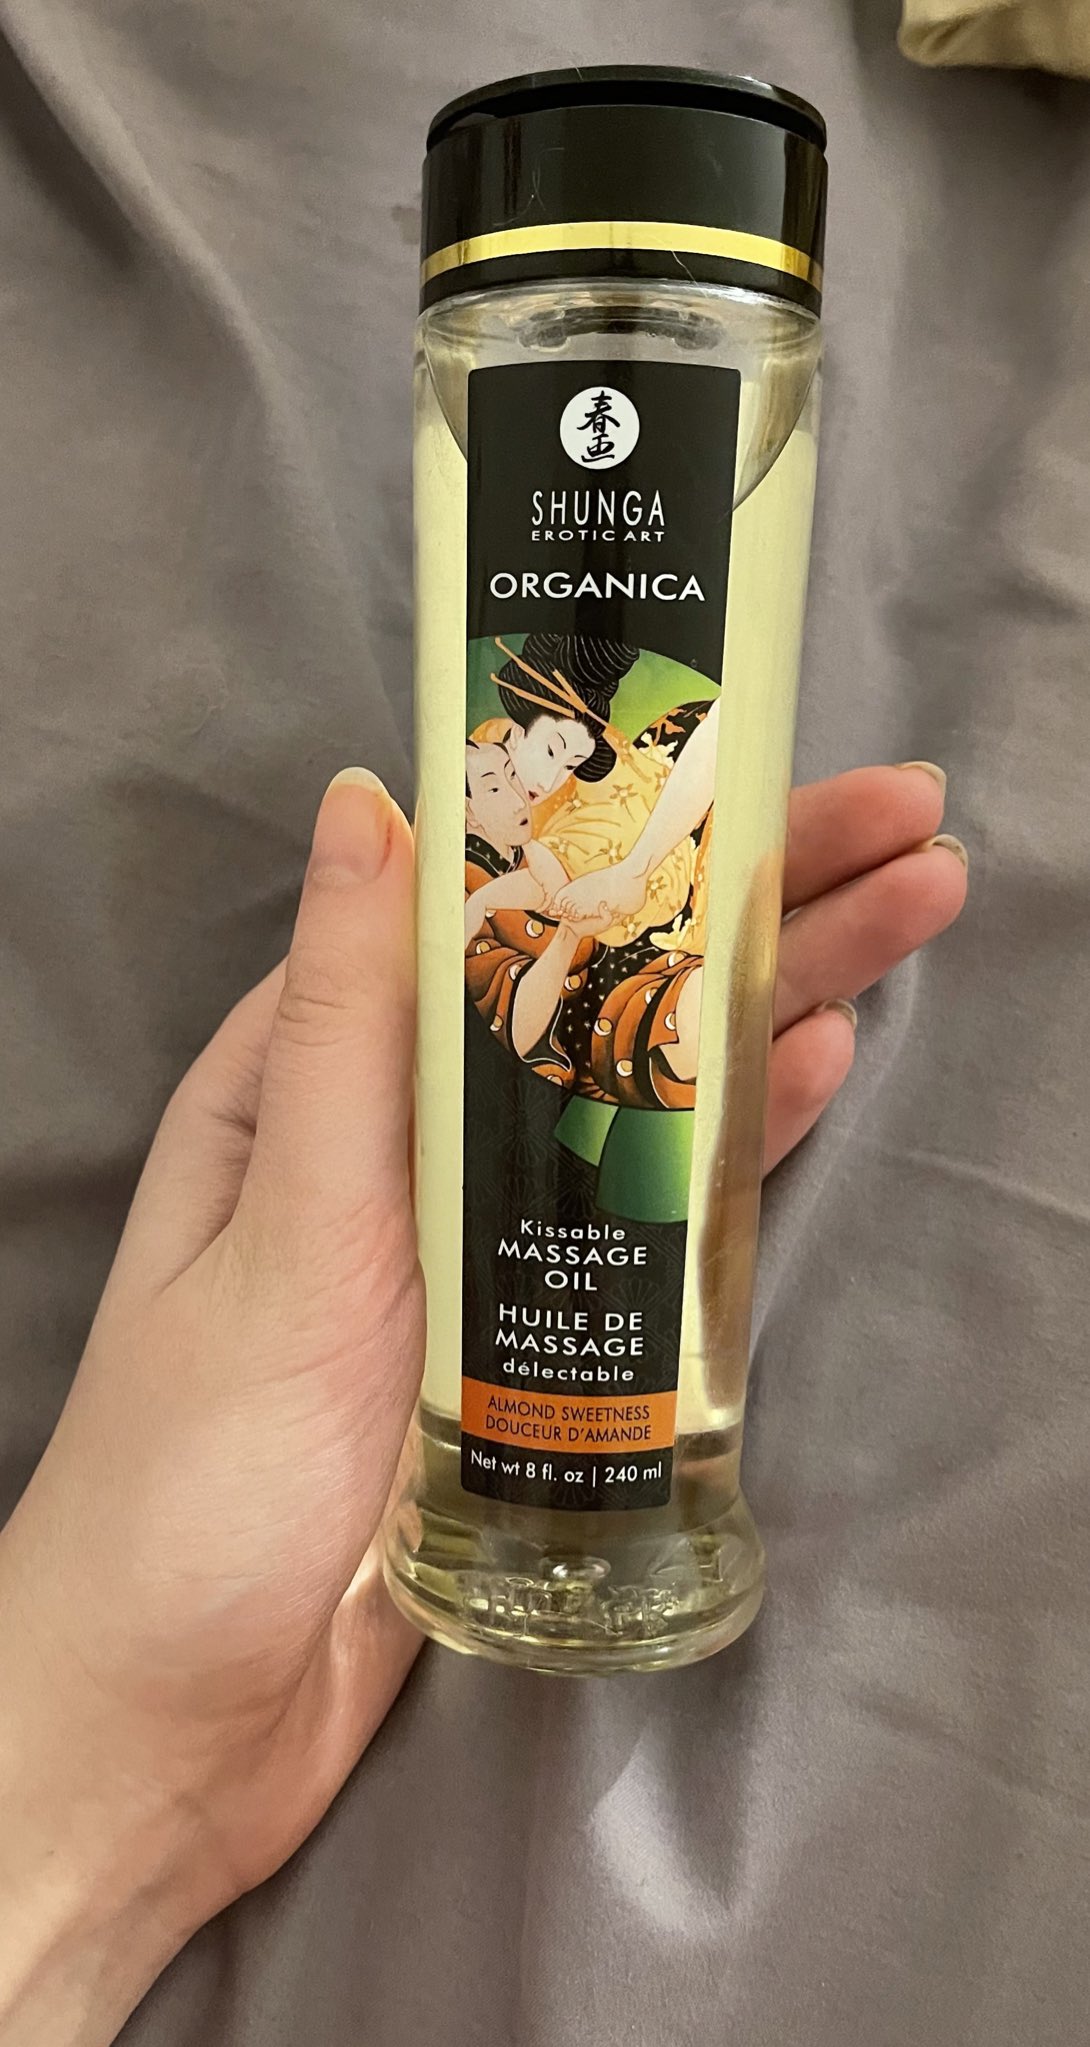 春
画
SHUNGA
EROTIC ART
ORGANICA
Kissable
MASSAGE
OIL
HUILE DE
MASSAGE
délectable
ALMOND SWEETNESS
DOUCEUR D'AMANDE
Net wt 8 fl. oz | 240 ml